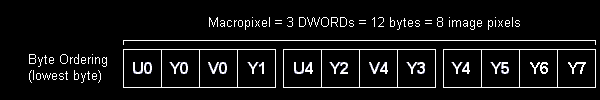 Macropixel = 3 DWORDs = 12 bytes = 8 image pixels
Byte Ordering
(lowest byte)
U0 Y0 V0 Y1 U4 Y2 V4 Y3 Y4 Y5 Y6 Y7